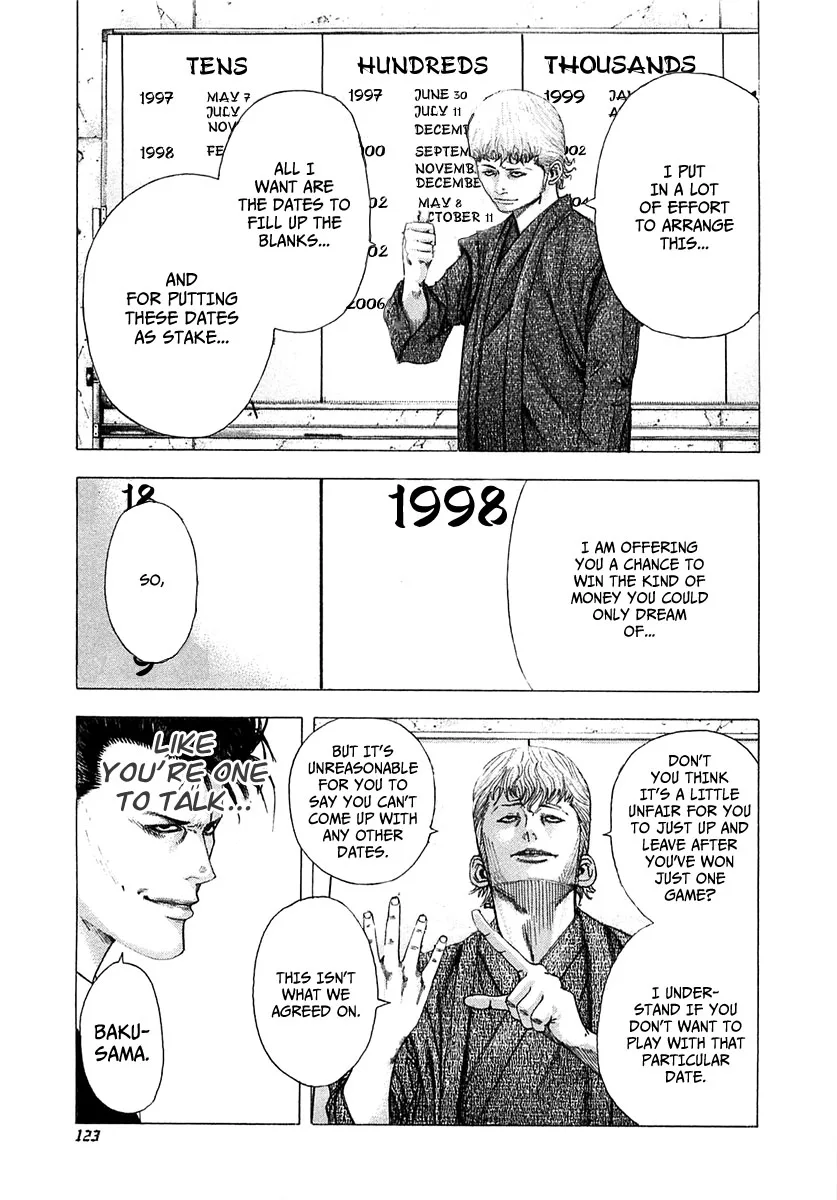 TENS
HUNDREDS
THOUSANDS
1997
MAY 7
JULY
NOV
1998
1997
JUNE 30
JULY 11
DECEMB
SEPTEM
NOVEMB
DECEMBE
MAY 8
OCTOBER 11
2006
1999
I PUT
IN A LOT
OF EFFORT
TO ARRANGE
THIS...
ALL I
WANT ARE
THE DATES TO
FILL UP THE
BLANKS...
AND
FOR PUTTING
THESE DATES
AS STAKE...
I AM OFFERING
YOU A CHANCE TO
WIN THE KIND OF
MONEY YOU COULD
ONLY DREAM
OF...
1998
18
SO,
9
DON'T
YOU THINK
IT'S A LITTLE
UNFAIR FOR YOU
TO JUST UP AND
LEAVE AFTER
YOU'VE WON
JUST ONE
GAME?
I UNDER-
STAND IF YOU
DON'T WANT TO
PLAY WITH THAT
PARTICULAR
DATE.
BUT IT'S
UNREASONABLE
FOR YOU TO
SAY YOU CAN'T
COME UP WITH
ANY OTHER
DATES.
THIS ISN'T
WHAT WE
AGREED ON.
LIKE
YOU'RE ONE
TO TALK...
BAKU-
SAMA.
123